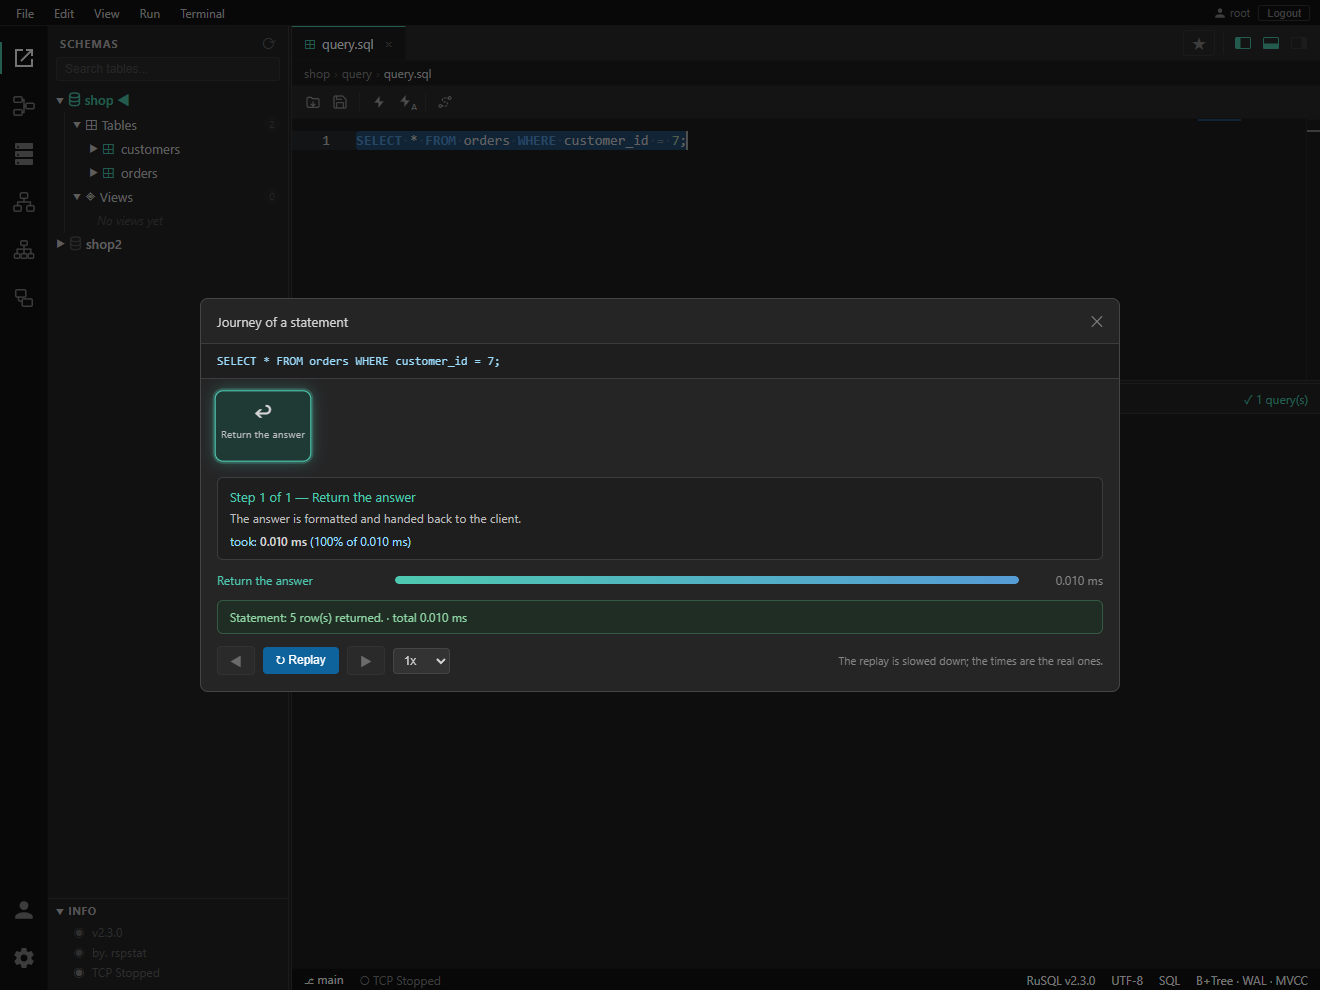 File Edit View Run Terminal
root Logout
SCHEMAS
Search tables...
shop
Tables 2
customers
orders
Views 0
No views yet
shop2
query.sql ×
shop › query › query.sql
1 SELECT * FROM orders WHERE customer_id = 7;
✓ 1 query(s)
Journey of a statement
SELECT * FROM orders WHERE customer_id = 7;
Return the answer
Step 1 of 1 — Return the answer
The answer is formatted and handed back to the client.
took: 0.010 ms (100% of 0.010 ms)
Return the answer 0.010 ms
Statement: 5 row(s) returned. · total 0.010 ms
↻ Replay 1x
The replay is slowed down; the times are the real ones.
INFO
v2.3.0
by. rspstat
TCP Stopped
main TCP Stopped
RuSQL v2.3.0 UTF-8 SQL B+Tree · WAL · MVCC